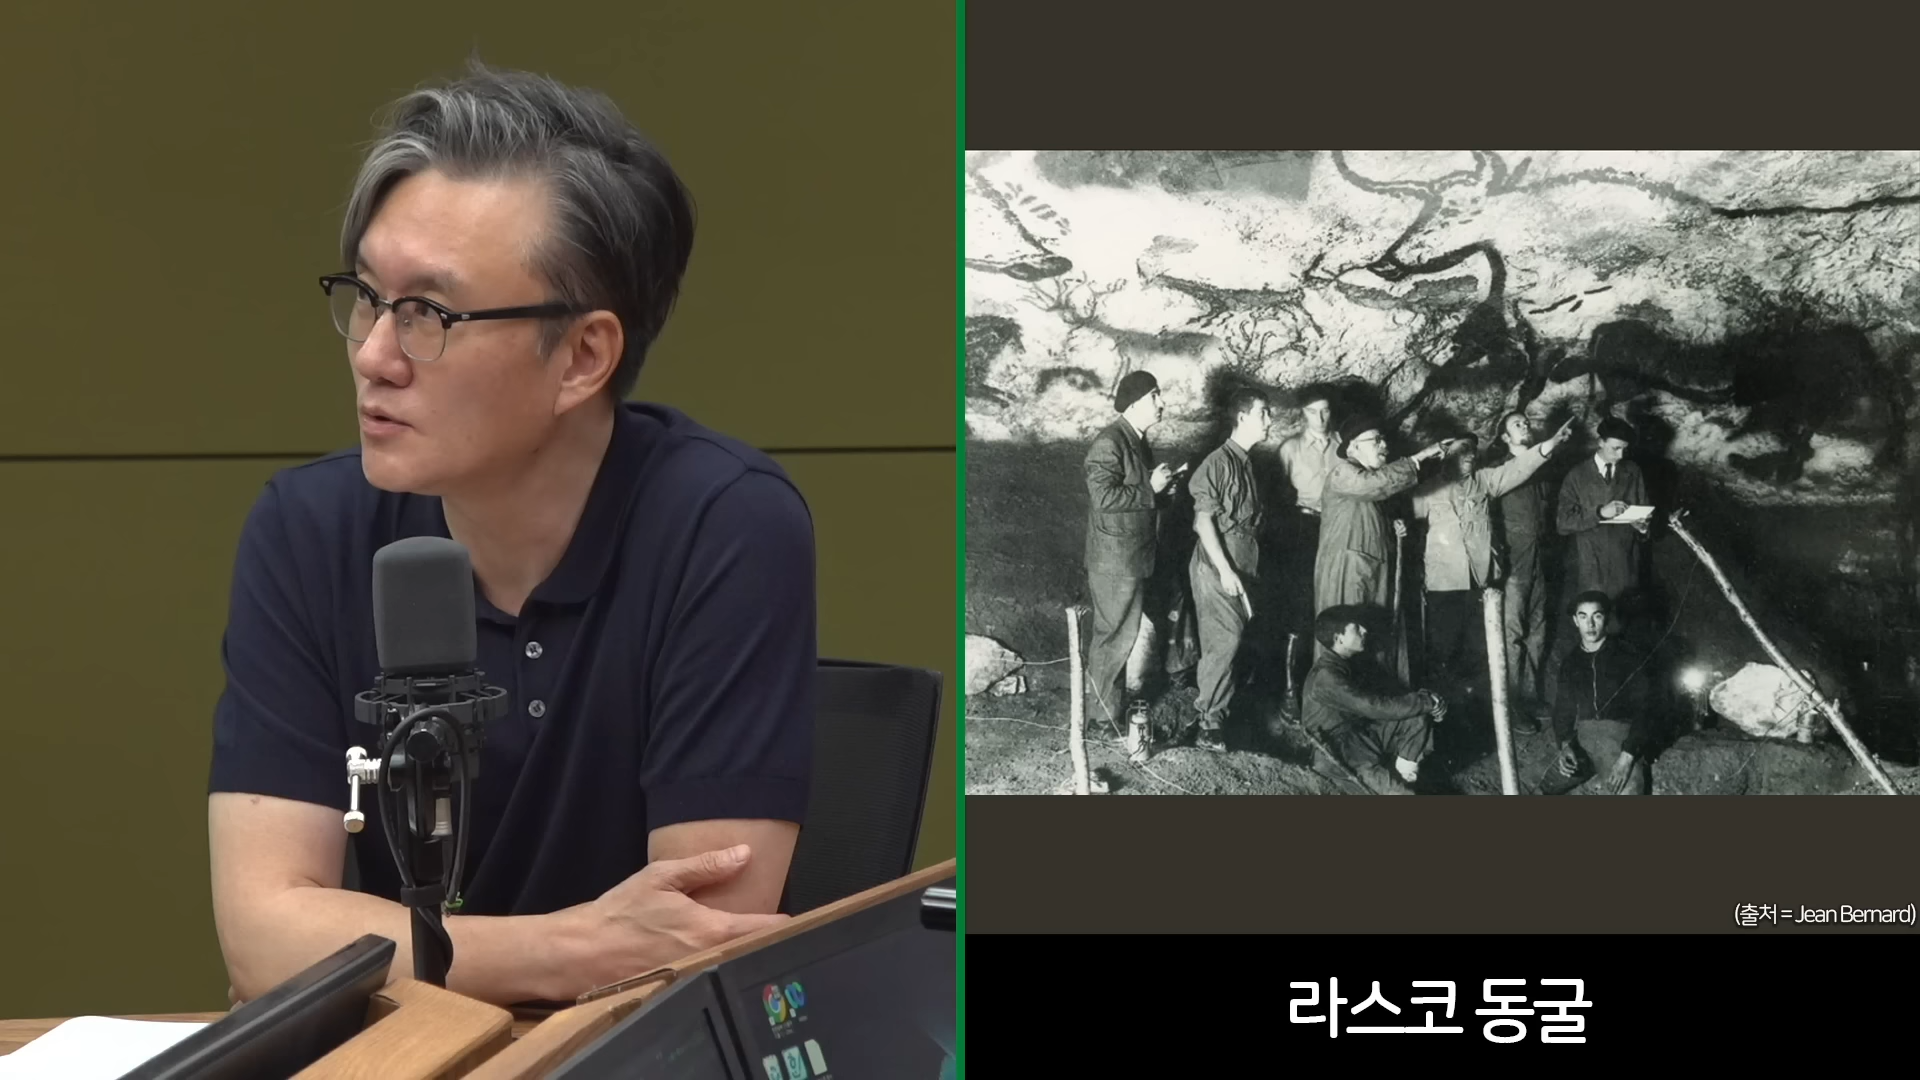 (출처 = Jean Bernard)
라스코 동굴